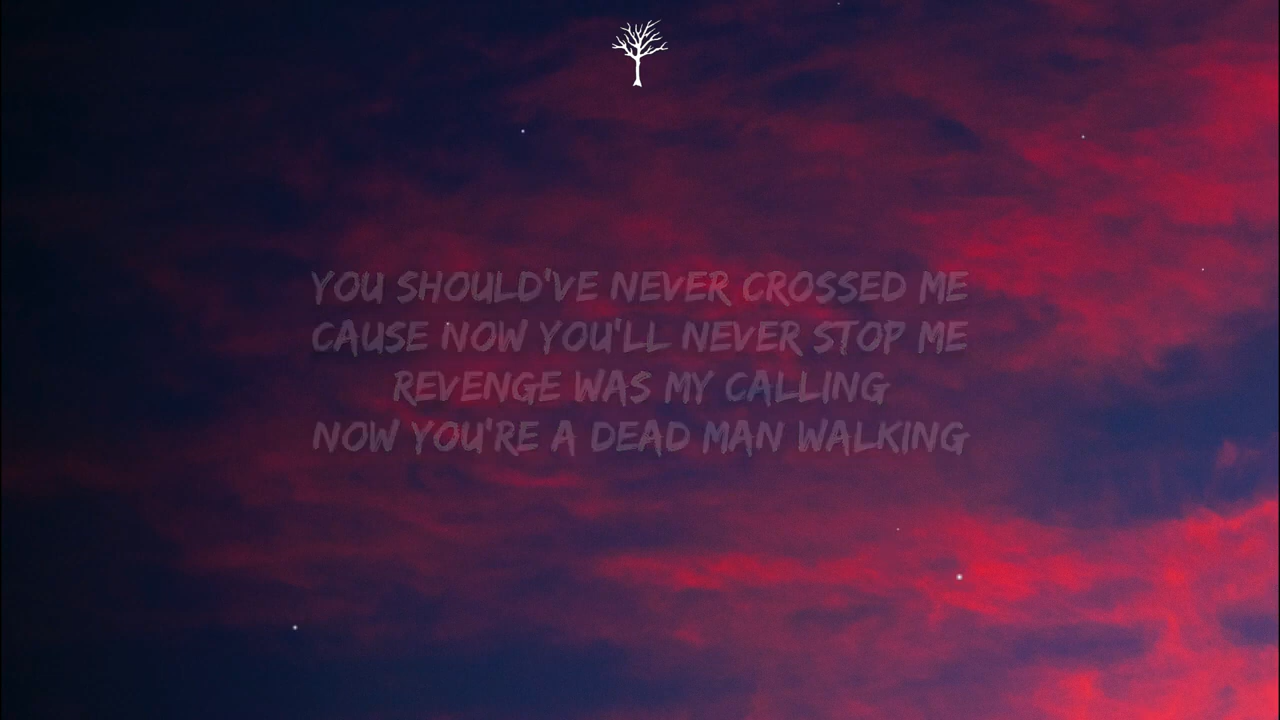 YOU SHOULD'VE NEVER CROSSED ME
CAUSE NOW YOU'LL NEVER STOP ME
REVENGE WAS MY CALLING
NOW YOU'RE A DEAD MAN WALKING